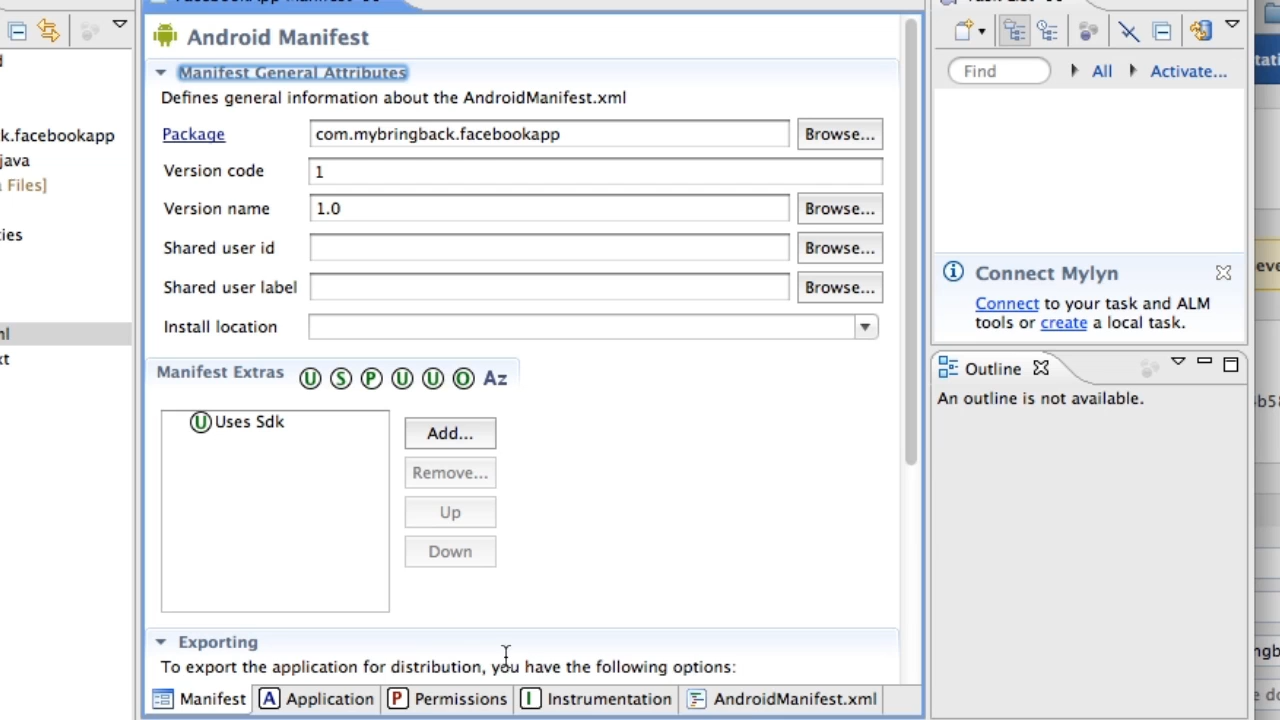 k.facebookapp
java
Files]
ties
xt
Android Manifest
Manifest General Attributes
Defines general information about the AndroidManifest.xml
Package com.mybringback.facebookapp Browse...
Version code 1
Version name 1.0 Browse...
Shared user id Browse...
Shared user label Browse...
Install location
Manifest Extras U S P U U O Az
U Uses Sdk
Add...
Remove...
Up
Down
Exporting
To export the application for distribution, you have the following options:
Manifest A Application P Permissions I Instrumentation AndroidManifest.xml
Find All Activate...
Connect Mylyn
Connect to your task and ALM
tools or create a local task.
Outline
An outline is not available.